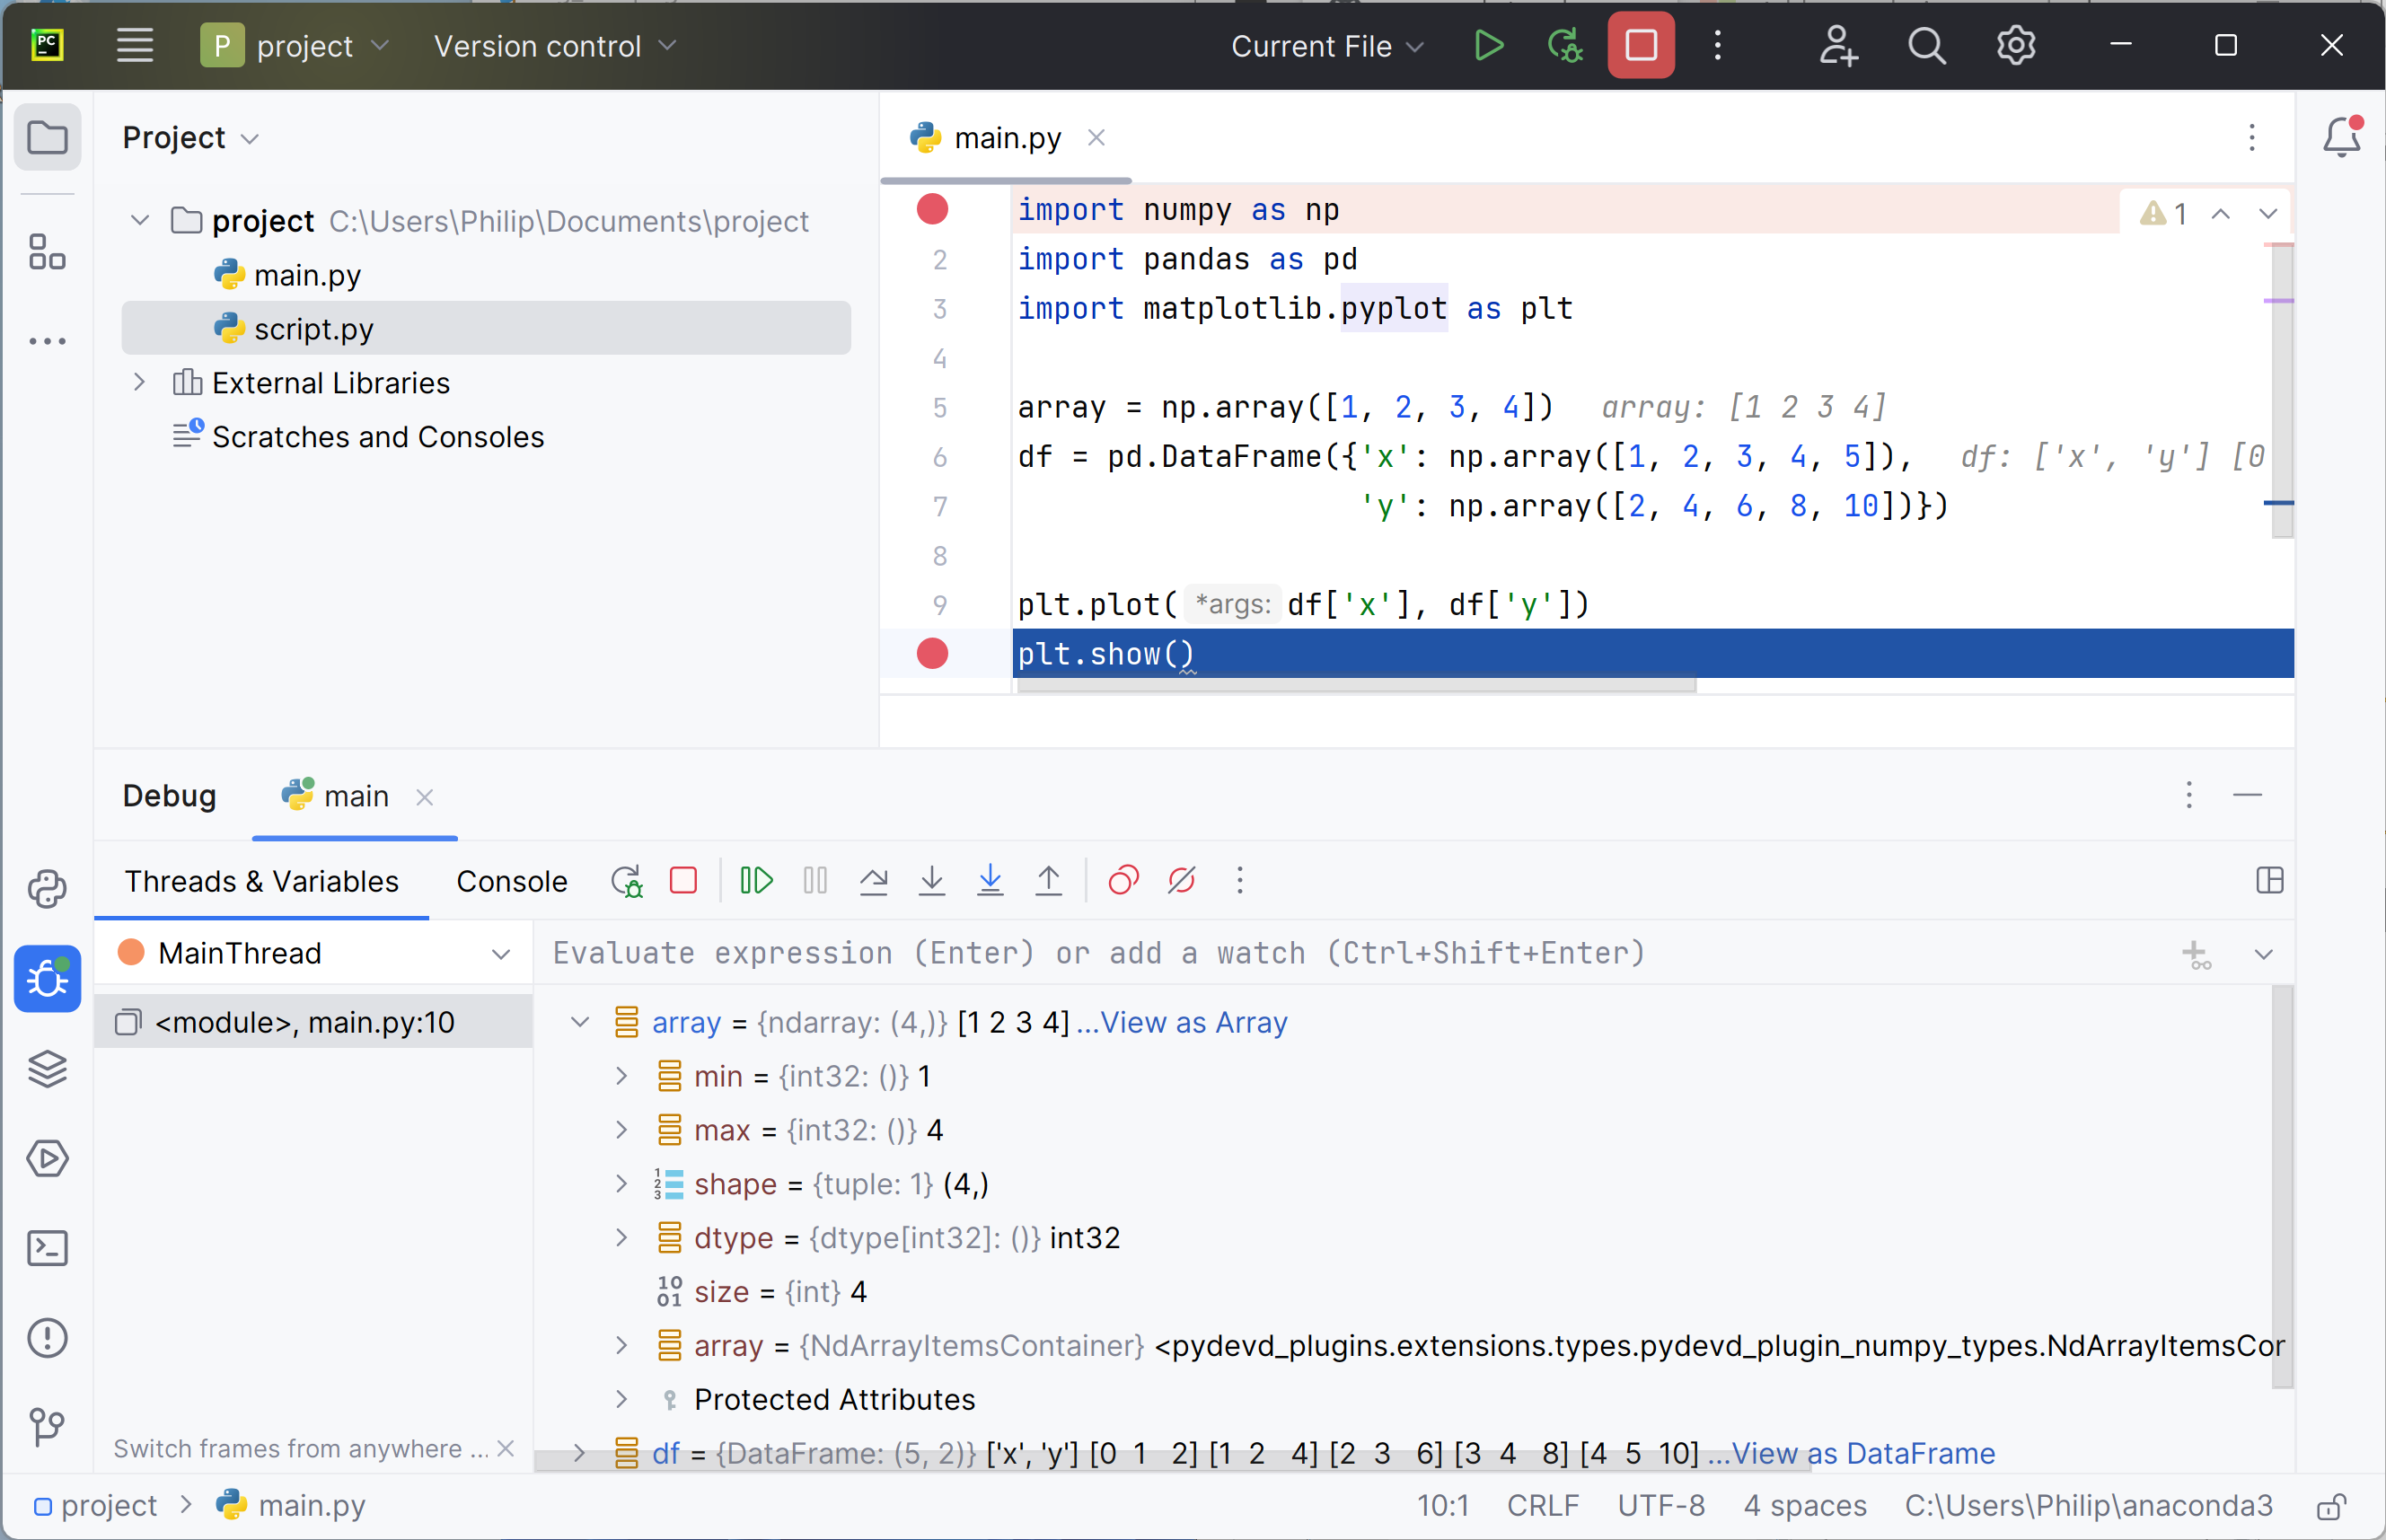 PC
P project Version control Current File
Project
main.py
project C:\Users\Philip\Documents\project
main.py
script.py
External Libraries
Scratches and Consoles
import numpy as np
1
2 import pandas as pd
3 import matplotlib.pyplot as plt
4
5 array = np.array([1, 2, 3, 4]) array: [1 2 3 4]
6 df = pd.DataFrame({'x': np.array([1, 2, 3, 4, 5]), df: ['x', 'y'] [0
7 'y': np.array([2, 4, 6, 8, 10])})
8
9 plt.plot( *args: df['x'], df['y'])
plt.show()
Debug main
Threads & Variables Console
MainThread
<module>, main.py:10
Switch frames from anywhere ...
Evaluate expression (Enter) or add a watch (Ctrl+Shift+Enter)
array = {ndarray: (4,)} [1 2 3 4] ...View as Array
min = {int32: ()} 1
max = {int32: ()} 4
1 2 3 shape = {tuple: 1} (4,)
dtype = {dtype[int32]: ()} int32
10 01 size = {int} 4
array = {NdArrayItemsContainer} <pydevd_plugins.extensions.types.pydevd_plugin_numpy_types.NdArrayItemsCor
Protected Attributes
df = {DataFrame: (5, 2)} ['x', 'y'] [0 1 2] [1 2 4] [2 3 6] [3 4 8] [4 5 10] ...View as DataFrame
project > main.py 10:1 CRLF UTF-8 4 spaces C:\Users\Philip\anaconda3